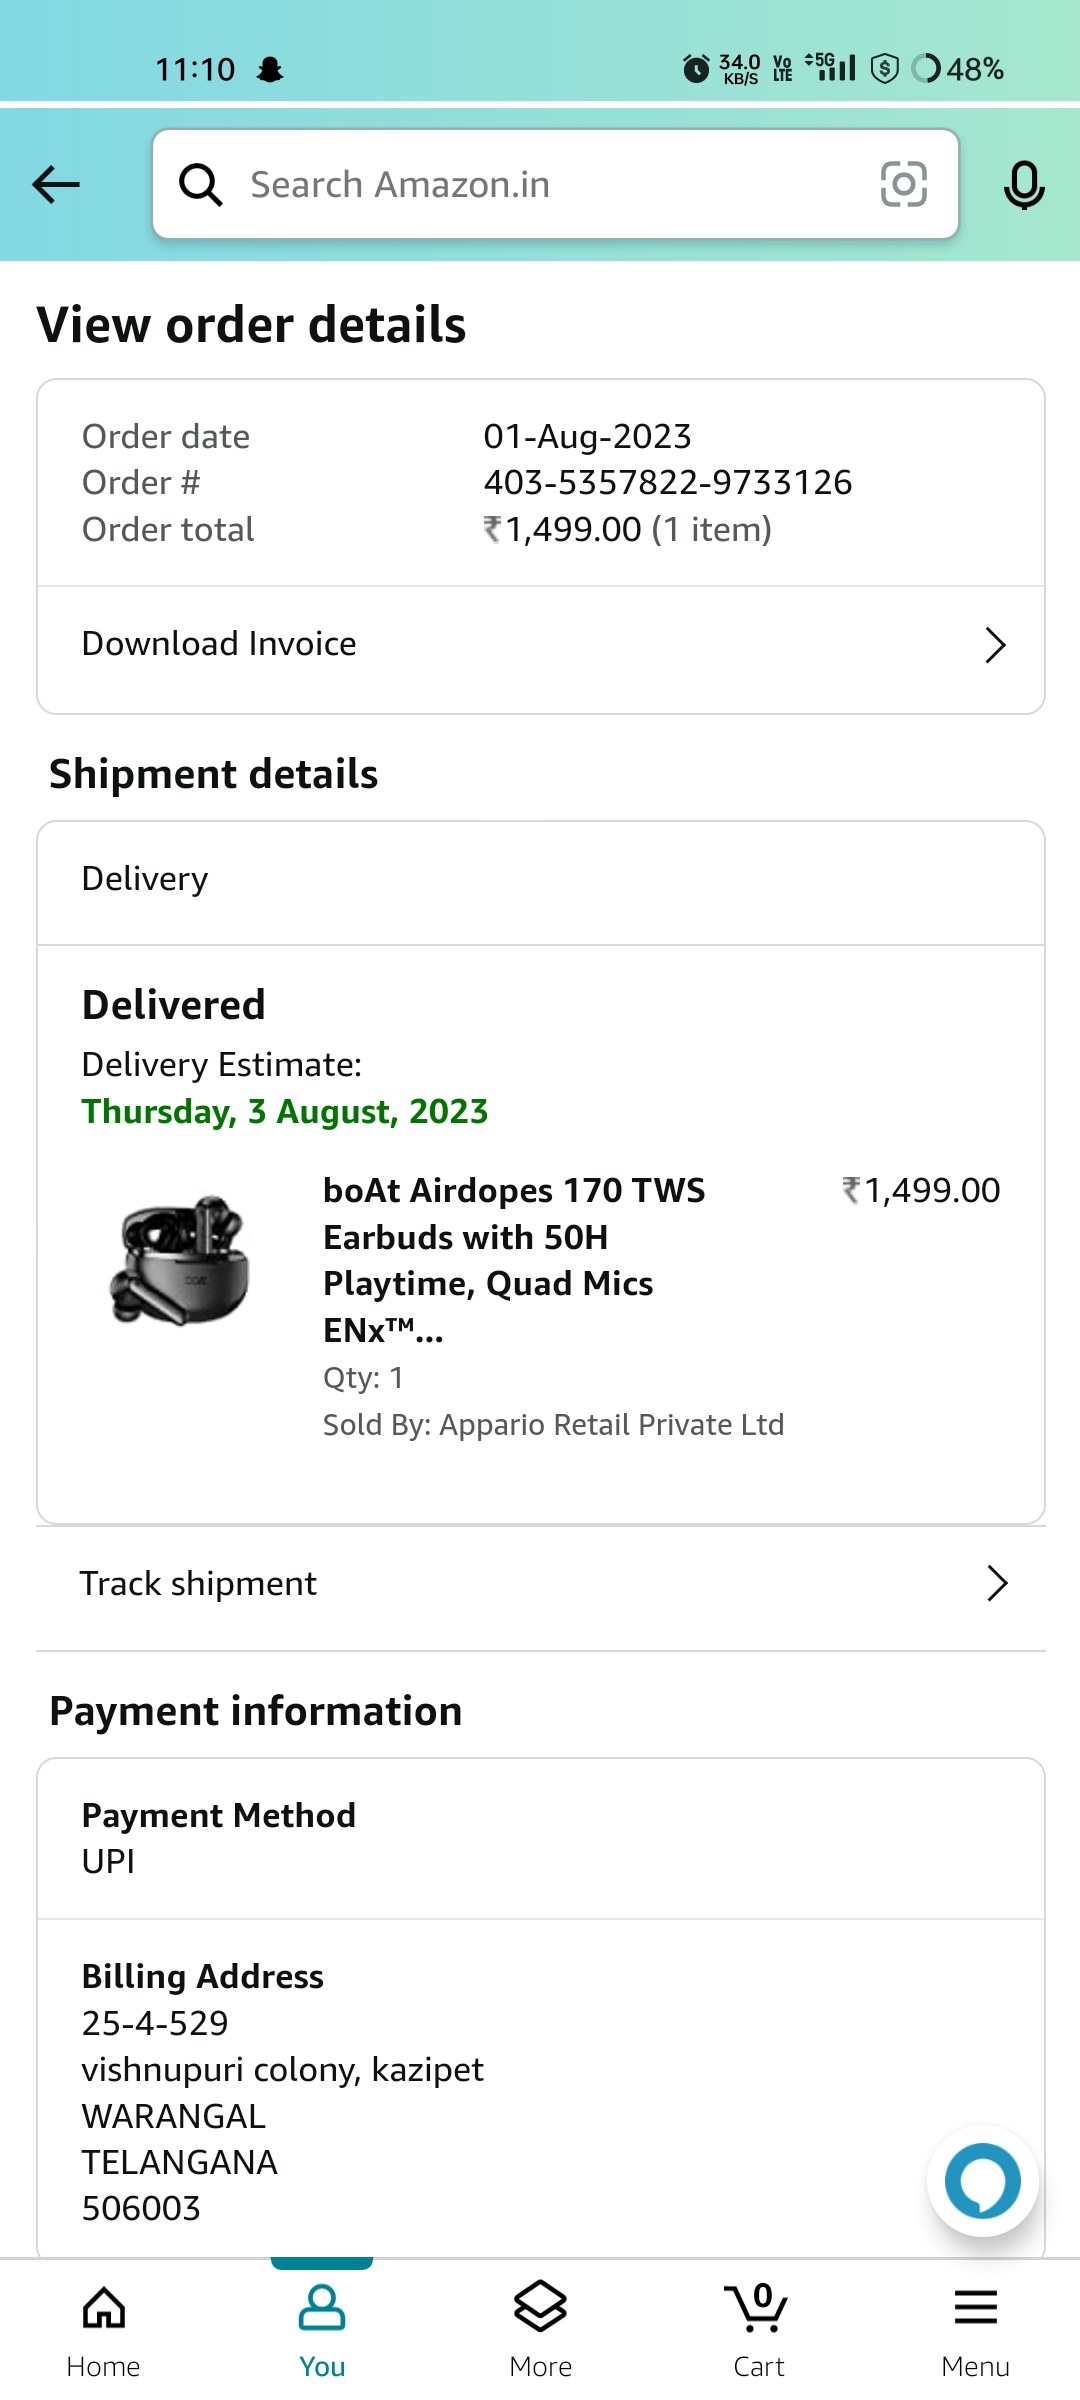 11:10 34.0 KB/S Vo LTE 5G 48%
Search Amazon.in
View order details
Order date 01-Aug-2023
Order # 403-5357822-9733126
Order total ₹1,499.00 (1 item)
Download Invoice
Shipment details
Delivery
Delivered
Delivery Estimate:
Thursday, 3 August, 2023
boAt Airdopes 170 TWS ₹1,499.00
Earbuds with 50H
Playtime, Quad Mics
ENx™...
Qty: 1
Sold By: Appario Retail Private Ltd
Track shipment
Payment information
Payment Method
UPI
Billing Address
25-4-529
vishnupuri colony, kazipet
WARANGAL
TELANGANA
506003
0
Home You More Cart Menu